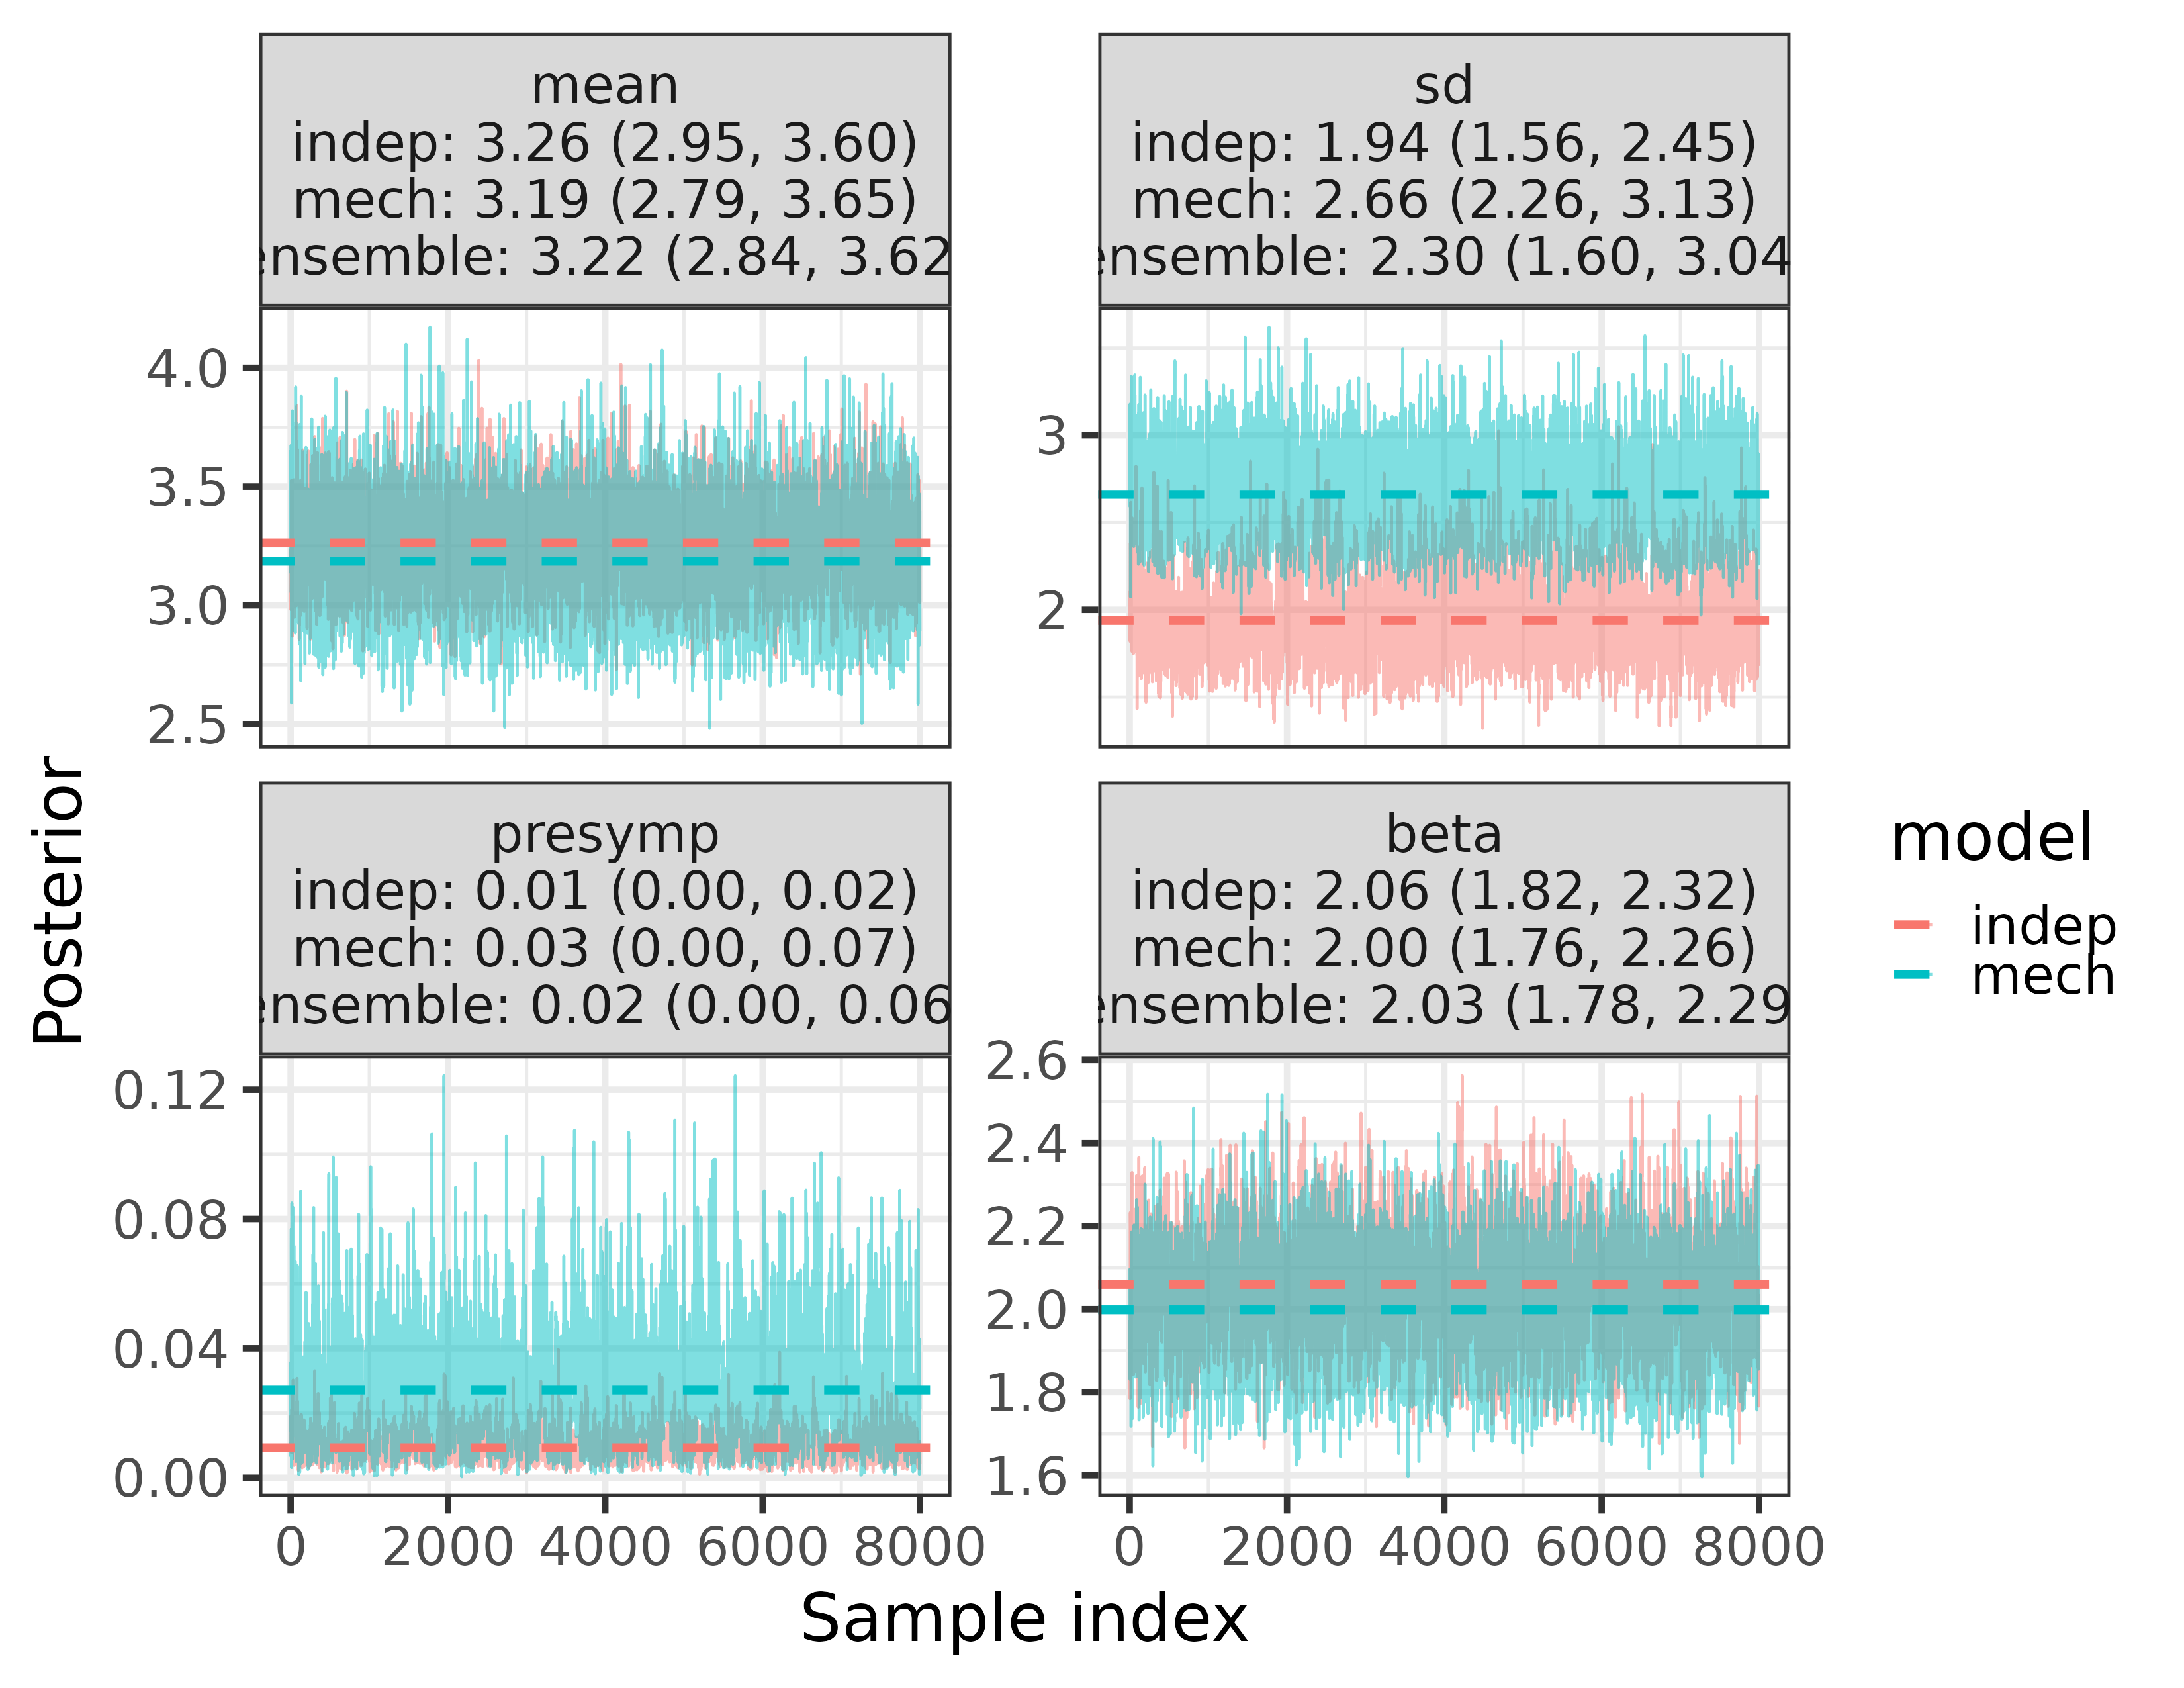 mean
indep: 3.26 (2.95, 3.60)
mech: 3.19 (2.79, 3.65)
ensemble: 3.22 (2.84, 3.62
sd
indep: 1.94 (1.56, 2.45)
mech: 2.66 (2.26, 3.13)
ensemble: 2.30 (1.60, 3.04
4.0
3.5
3.0
2.5
3
2
presymp
indep: 0.01 (0.00, 0.02)
mech: 0.03 (0.00, 0.07)
ensemble: 0.02 (0.00, 0.06
beta
indep: 2.06 (1.82, 2.32)
mech: 2.00 (1.76, 2.26)
ensemble: 2.03 (1.78, 2.29
0.12
0.08
0.04
0.00
2.6
2.4
2.2
2.0
1.8
1.6
0 2000 4000 6000 8000
0 2000 4000 6000 8000
Sample index
Posterior
model
indep
mech